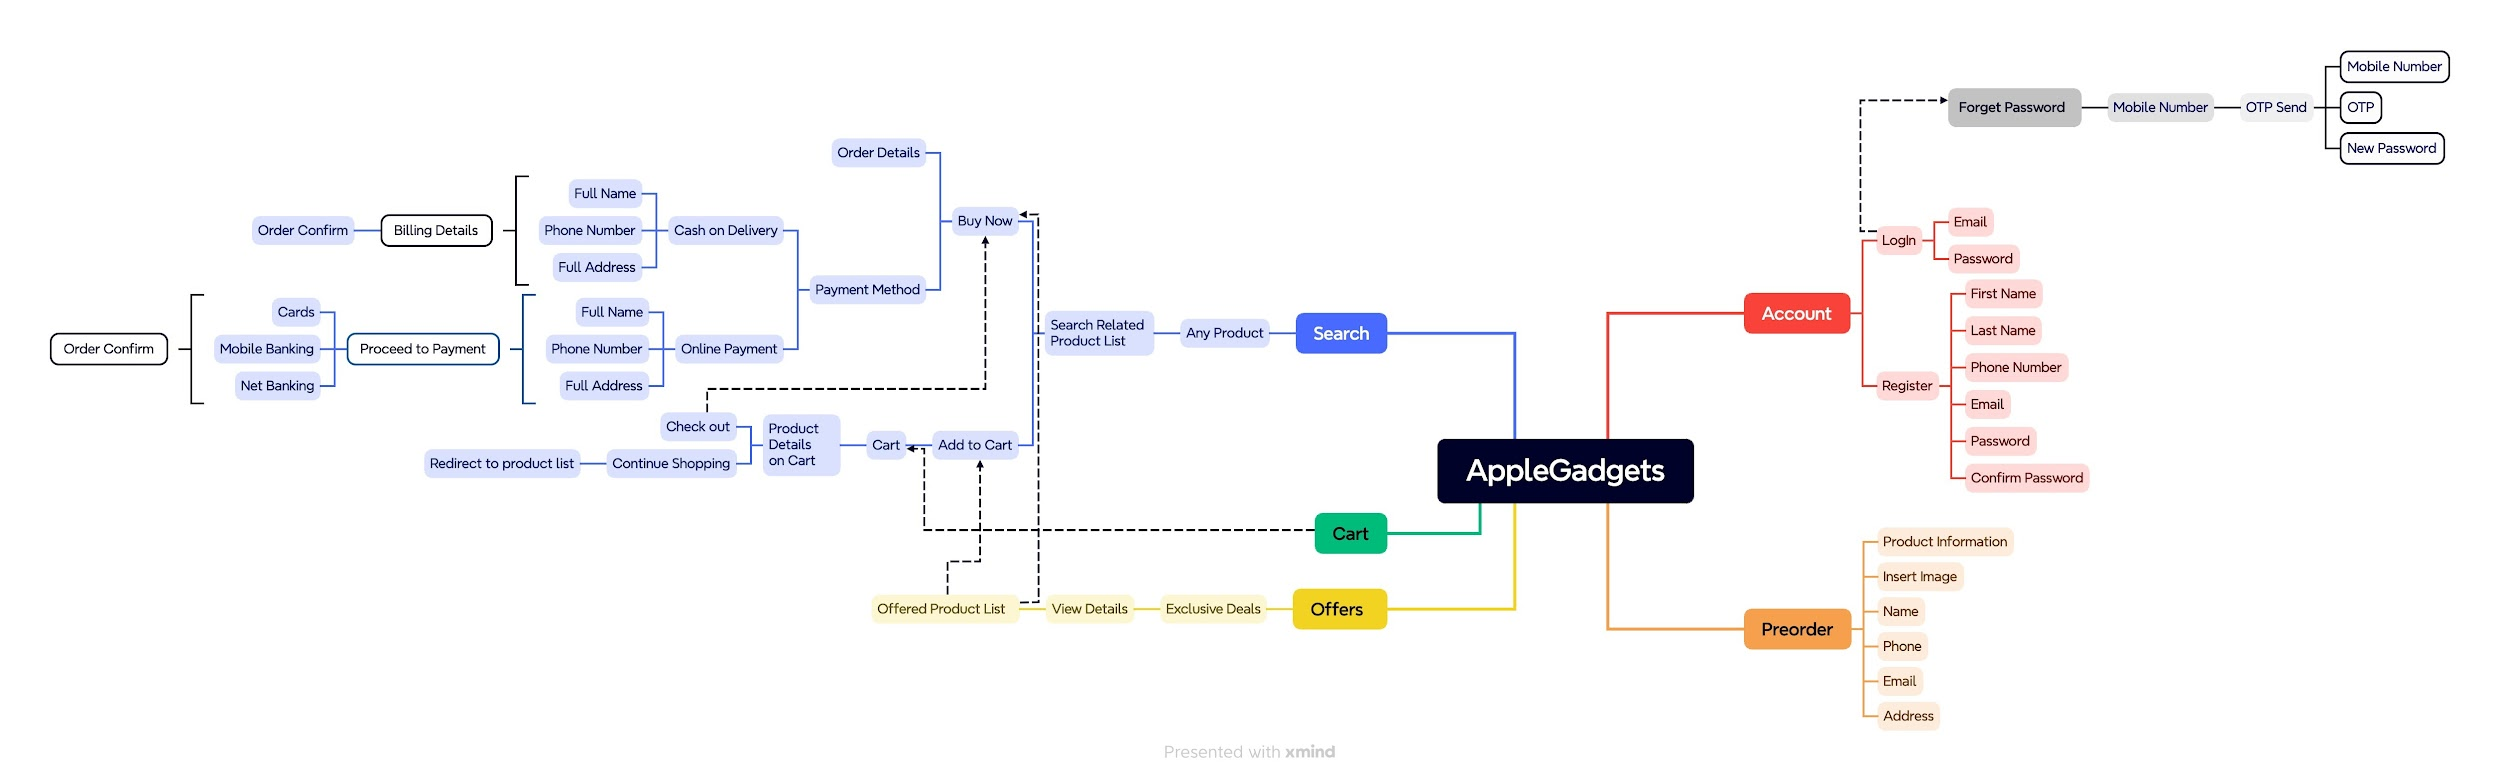 AppleGadgets
Account
LogIn
Email
Password
Forget Password
Mobile Number
OTP Send
Mobile Number
OTP
New Password
Register
First Name
Last Name
Phone Number
Email
Password
Confirm Password
Preorder
Product Information
Insert Image
Name
Phone
Email
Address
Search
Any Product
Search Related
Product List
Buy Now
Order Details
Payment Method
Cash on Delivery
Full Name
Phone Number
Full Address
Billing Details
Order Confirm
Online Payment
Full Name
Phone Number
Full Address
Proceed to Payment
Cards
Mobile Banking
Net Banking
Order Confirm
Add to Cart
Cart
Product
Details
on Cart
Check out
Continue Shopping
Redirect to product list
Cart
Offers
Exclusive Deals
View Details
Offered Product List
Presented with xmind